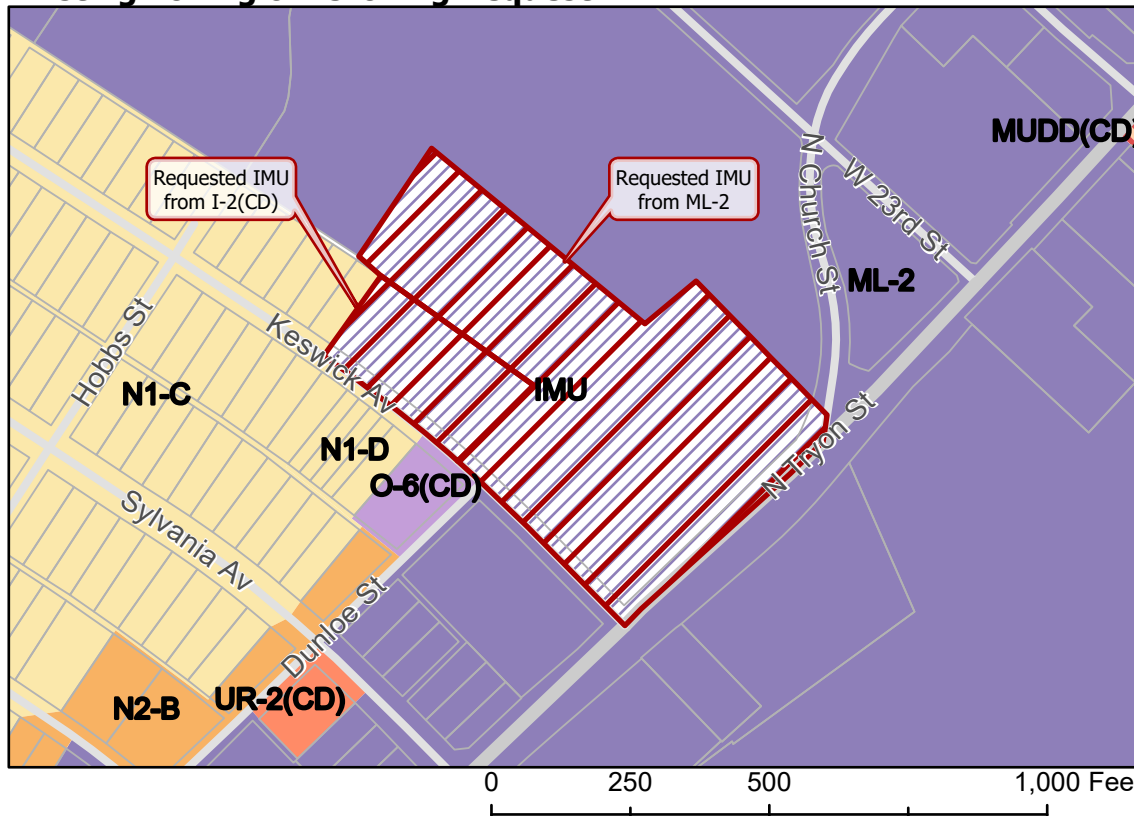 MUDD(CD)
Requested IMU
from I-2(CD)
Requested IMU
from ML-2
N Church St
W 23rd St
ML-2
Hobbs St
Keswick Av
N1-C
IMU
N1-D
O-6(CD)
N Tryon St
Sylvania Av
Dunloe St
N2-B
UR-2(CD)
0 250 500 1,000 Fee